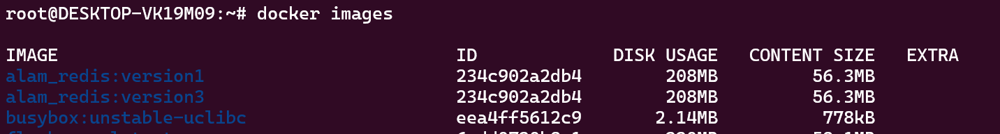 root@DESKTOP-VK19M09:~# docker images
IMAGE ID DISK USAGE CONTENT SIZE EXTRA
alam_redis:version1 234c902a2db4 208MB 56.3MB
alam_redis:version3 234c902a2db4 208MB 56.3MB
busybox:unstable-uclibc eea4ff5612c9 2.14MB 778kB